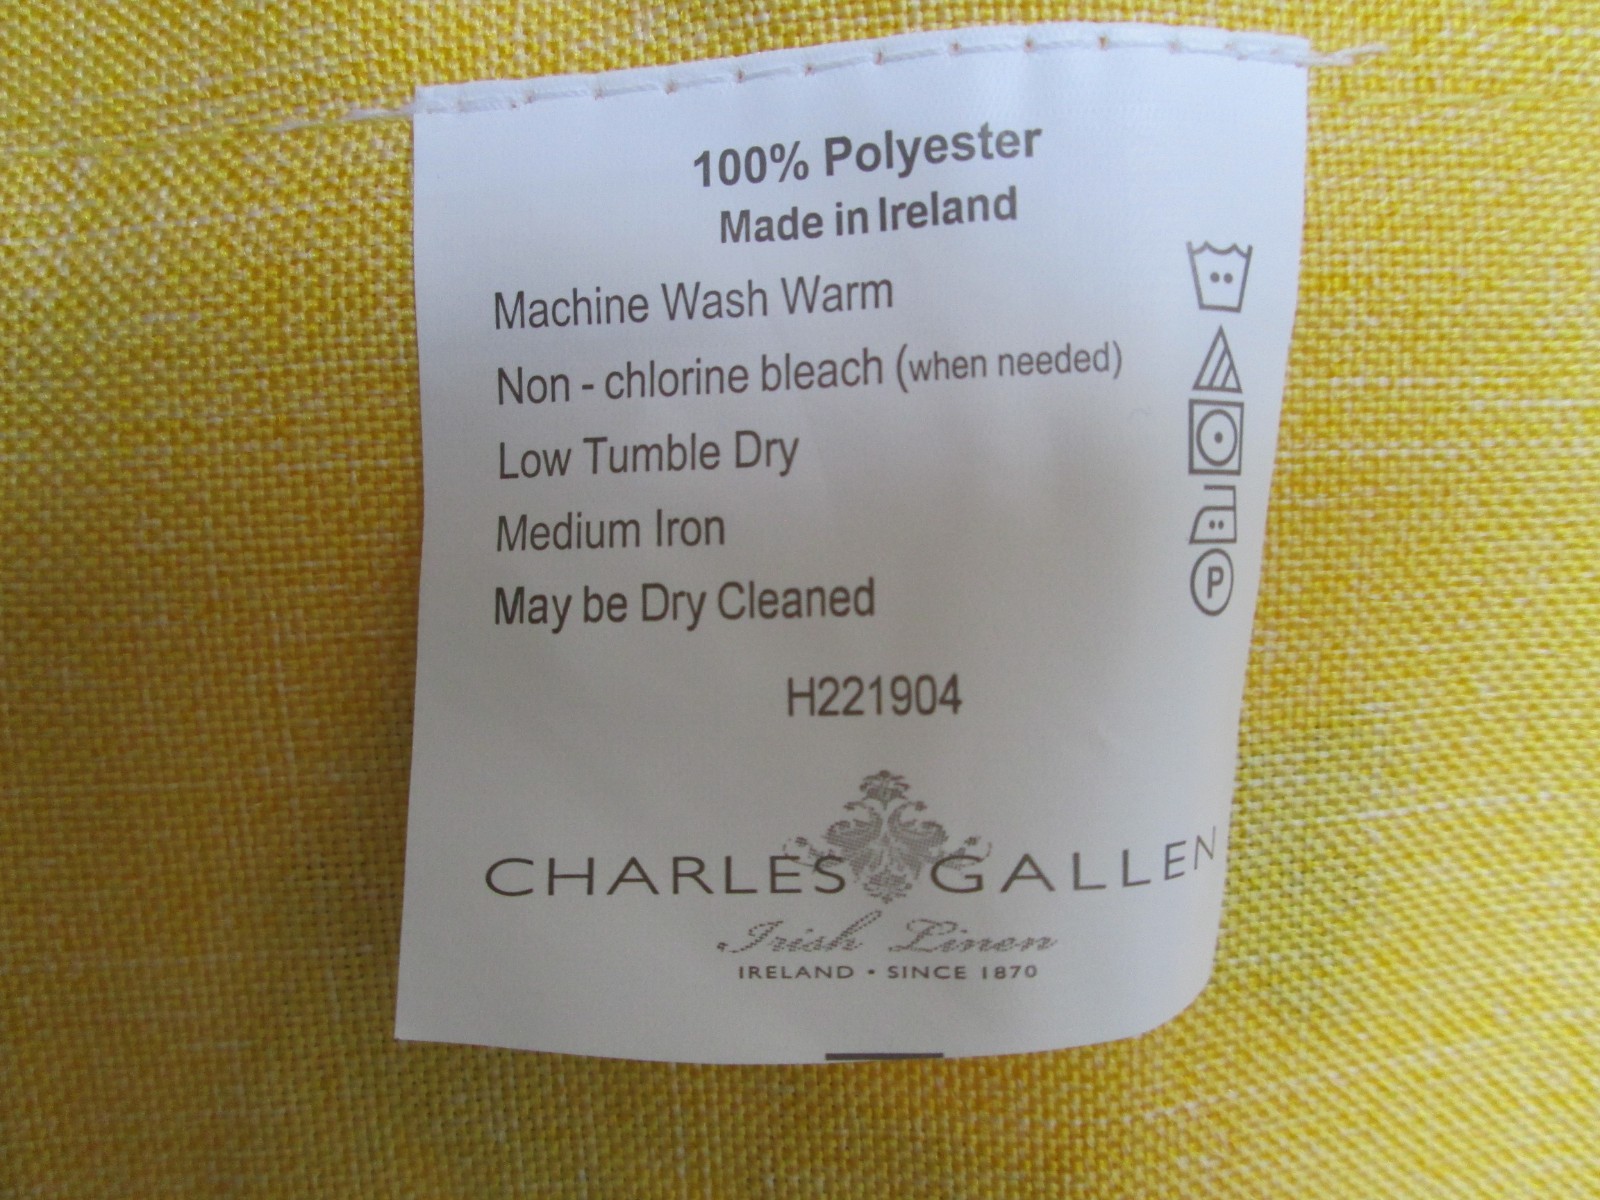 100% Polyester
Made in Ireland
Machine Wash Warm
Non - chlorine bleach (when needed)
Low Tumble Dry
Medium Iron
May be Dry Cleaned
P
H221904
CHARLES GALLEN
Irish Linen
IRELAND • SINCE 1870